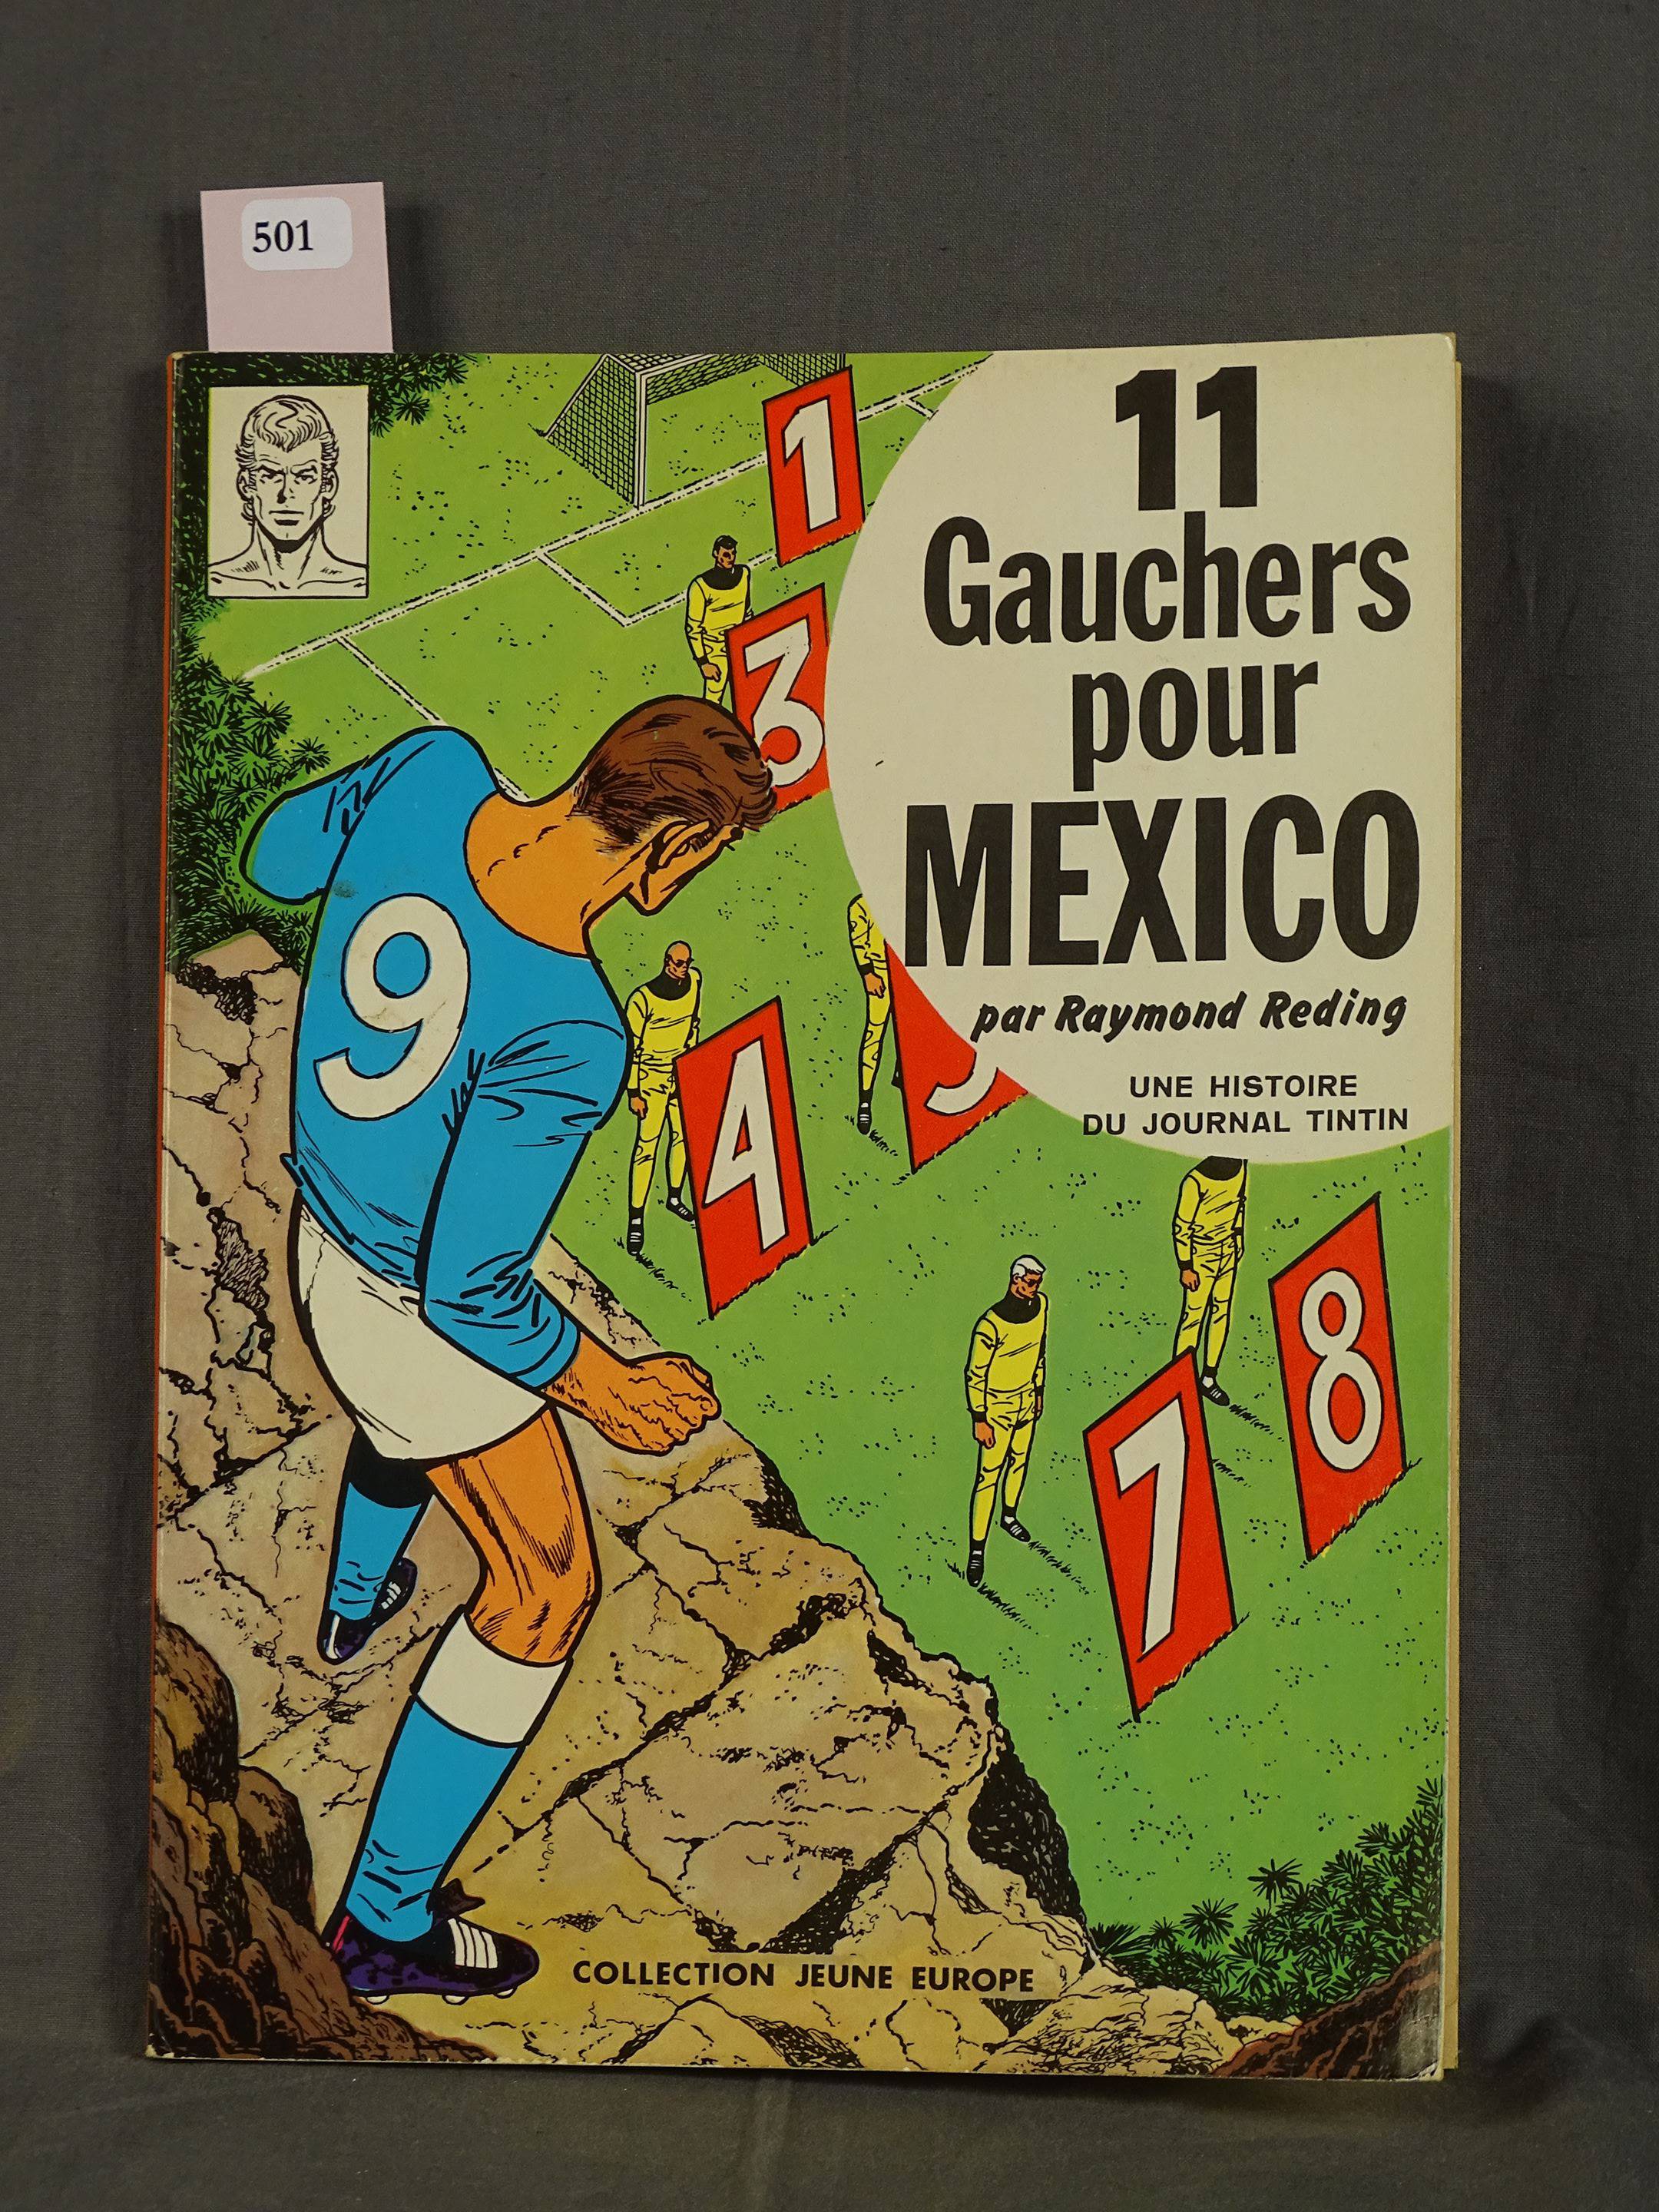 501
11
Gauchers
pour
MEXICO
par Raymond Reding
UNE HISTOIRE
DU JOURNAL TINTIN
1
3
9
4
7
8
COLLECTION JEUNE EUROPE